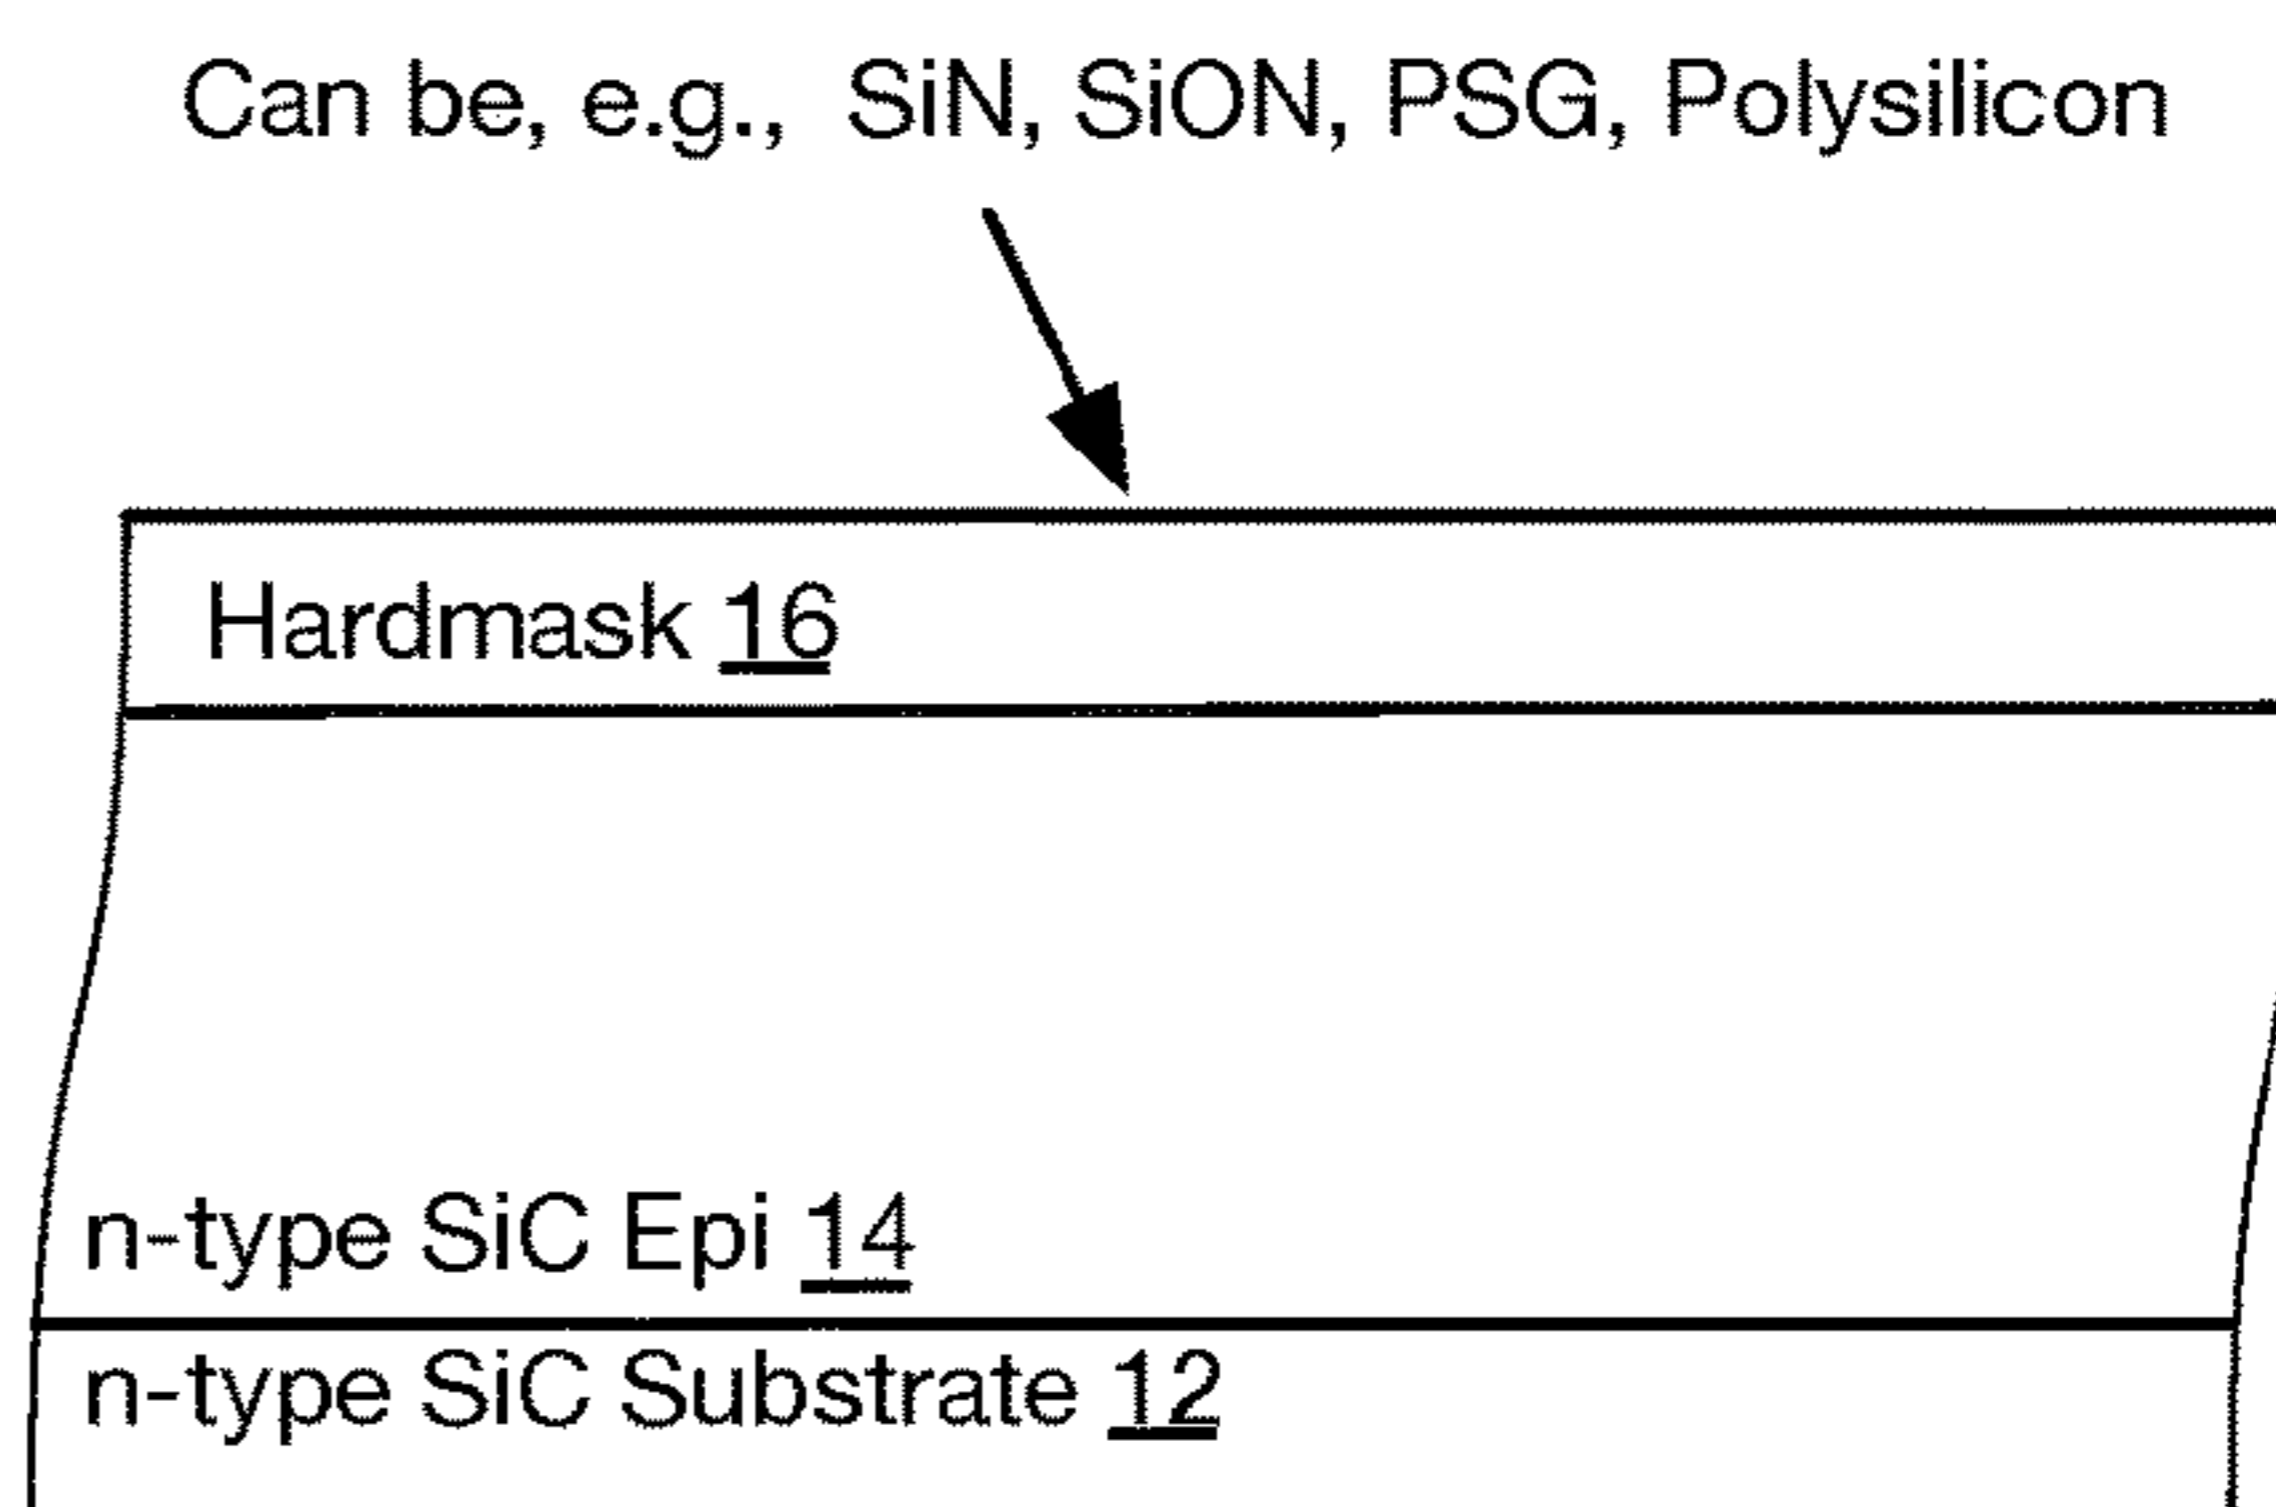 Can be, e.g., SiN, SiON, PSG, Polysilicon
Hardmask 16
n-type SiC Epi 14
n-type SiC Substrate 12